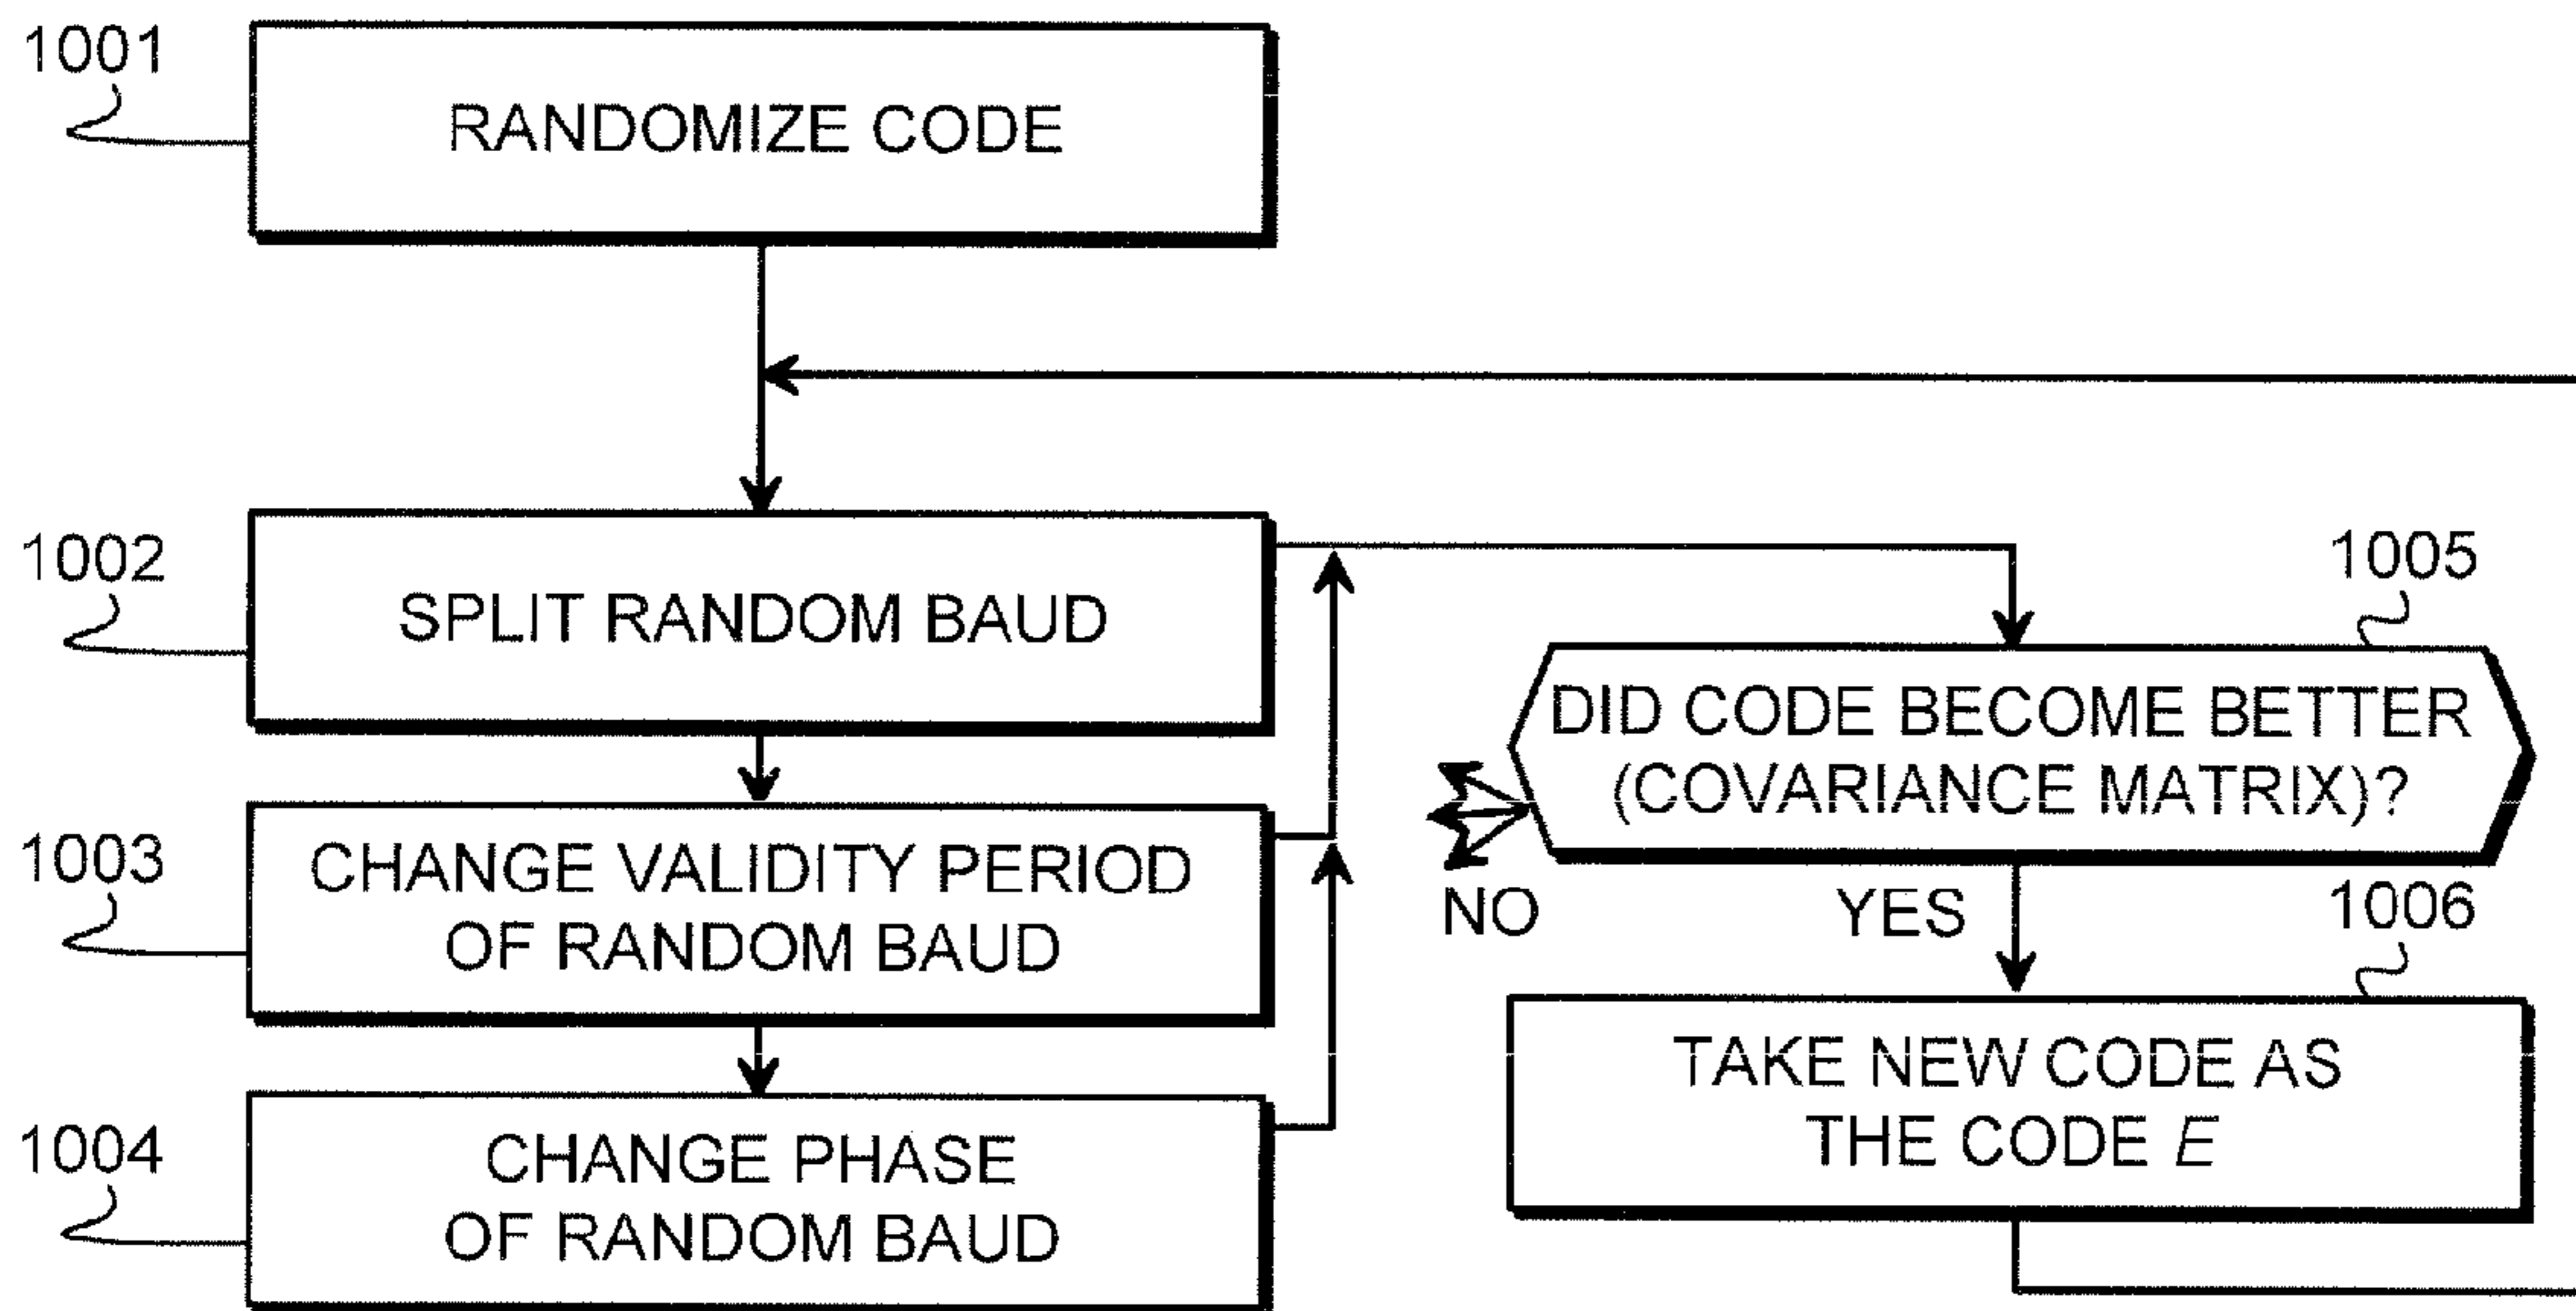 1001
RANDOMIZE CODE
1002
SPLIT RANDOM BAUD
1003
CHANGE VALIDITY PERIOD
OF RANDOM BAUD
1004
CHANGE PHASE
OF RANDOM BAUD
1005
DID CODE BECOME BETTER
(COVARIANCE MATRIX)?
NO
YES
1006
TAKE NEW CODE AS
THE CODE E